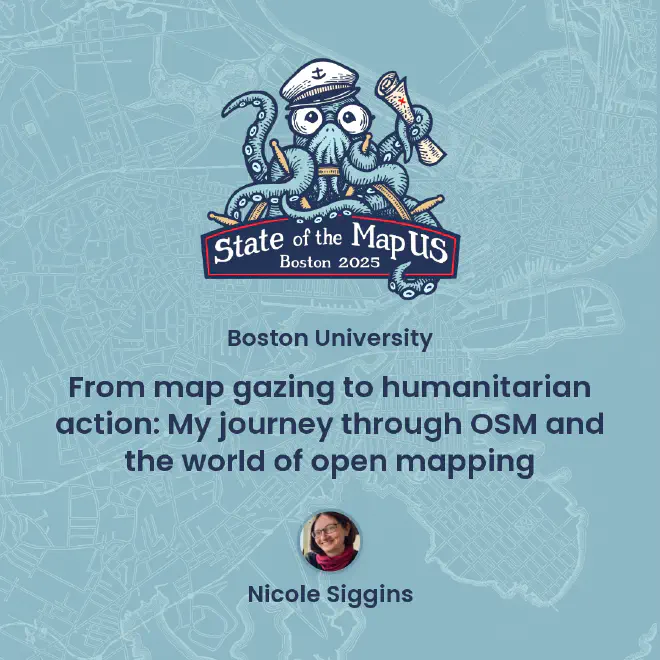 State of the Map US
Boston 2025
Boston University
From map gazing to humanitarian
action: My journey through OSM and
the world of open mapping
Nicole Siggins